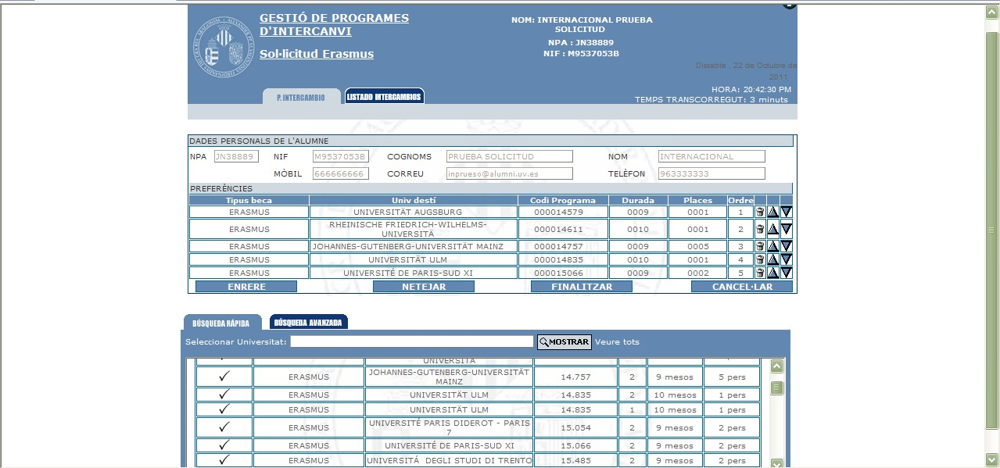 GESTIÓ DE PROGRAMES
D'INTERCANVI
Sol·licitud Erasmus
NOM: INTERNACIONAL PRUEBA
SOLICITUD
NPA : JN38889
NIF : M9537053B
Dissabte , 22 de Octubre de
2011
HORA: 20:42:30 PM
TEMPS TRANSCORREGUT: 3 minuts
P. INTERCAMBIO LISTADO INTERCAMBIOS
DADES PERSONALS DE L'ALUMNE
NPA JN38889 NIF M9537053B COGNOMS PRUEBA SOLICITUD NOM INTERNACIONAL
MÒBIL 666666666 CORREU inprueso@alumni.uv.es TELÈFON 963333333
PREFERÈNCIES
Tipus beca Univ destí Codi Programa Durada Places Ordre
ERASMUS UNIVERSITÄT AUGSBURG 000014579 0009 0001 1
ERASMUS RHEINISCHE FRIEDRICH-WILHELMS-UNIVERSITÄ 000014611 0010 0001 2
ERASMUS JOHANNES-GUTENBERG-UNIVERSITÄT MAINZ 000014757 0009 0005 3
ERASMUS UNIVERSITÄT ULM 000014835 0010 0001 4
ERASMUS UNIVERSITÉ DE PARIS-SUD XI 000015066 0009 0002 5
ENRERE NETEJAR FINALITZAR CANCEL·LAR
BÚSQUEDA RÁPIDA BÚSQUEDA AVANZADA
Seleccionar Universitat: MOSTRAR Veure tots
UNIVERSITÄ
ERASMUS JOHANNES-GUTENBERG-UNIVERSITÄT MAINZ 14.757 2 9 mesos 5 pers
ERASMUS UNIVERSITÄT ULM 14.835 2 10 mesos 1 pers
ERASMUS UNIVERSITÄT ULM 14.835 1 10 mesos 1 pers
ERASMUS UNIVERSITÉ PARIS DIDEROT - PARIS 7 15.054 2 9 mesos 2 pers
ERASMUS UNIVERSITÉ DE PARIS-SUD XI 15.066 2 9 mesos 2 pers
ERASMUS UNIVERSITÁ DEGLI STUDI DI TRENTO 15.485 2 9 mesos 2 pers